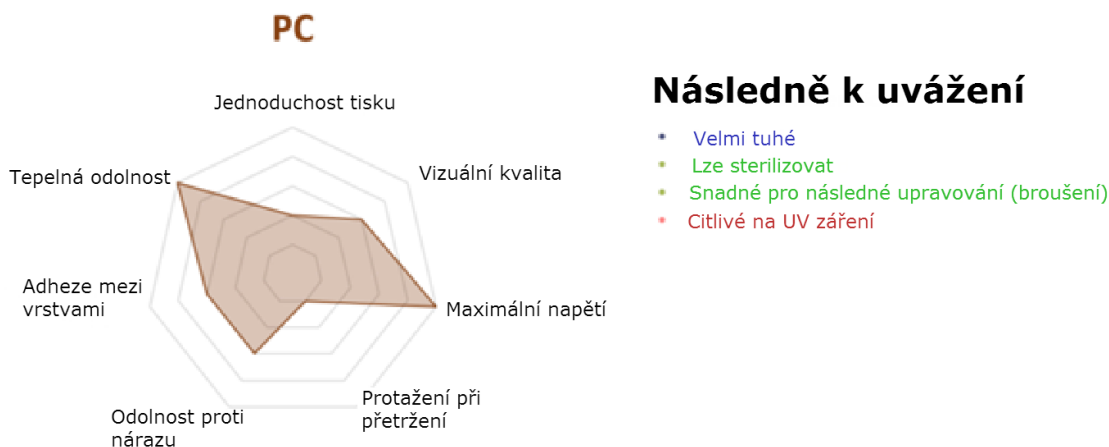 PC
Jednoduchost tisku
Vizuální kvalita
Tepelná odolnost
Adheze mezi
vrstvami
Maximální napětí
Odolnost proti
nárazu
Protažení při
přetržení
Následně k uvážení
Velmi tuhé
Lze sterilizovat
Snadné pro následné upravování (broušení)
Citlivé na UV záření